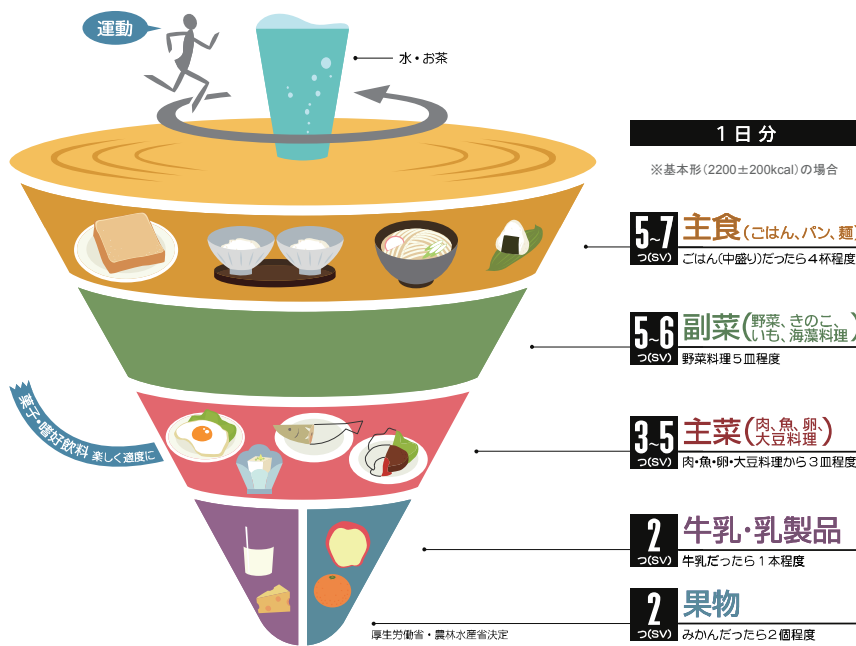 運動
水・お茶
1日分
※基本形(2200±200kcal)の場合
5~7
つ(SV)
主食(ごはん、パン、麺)
ごはん(中盛り)だったら4杯程度
5~6
つ(SV)
副菜(野菜、きのこ、
いも、海藻料理)
野菜料理5皿程度
菓子・嗜好飲料 楽しく適度に
3~5
つ(SV)
主菜(肉、魚、卵、
大豆料理)
肉・魚・卵・大豆料理から3皿程度
2
つ(SV)
牛乳・乳製品
牛乳だったら1本程度
2
つ(SV)
果物
みかんだったら2個程度
厚生労働省・農林水産省決定